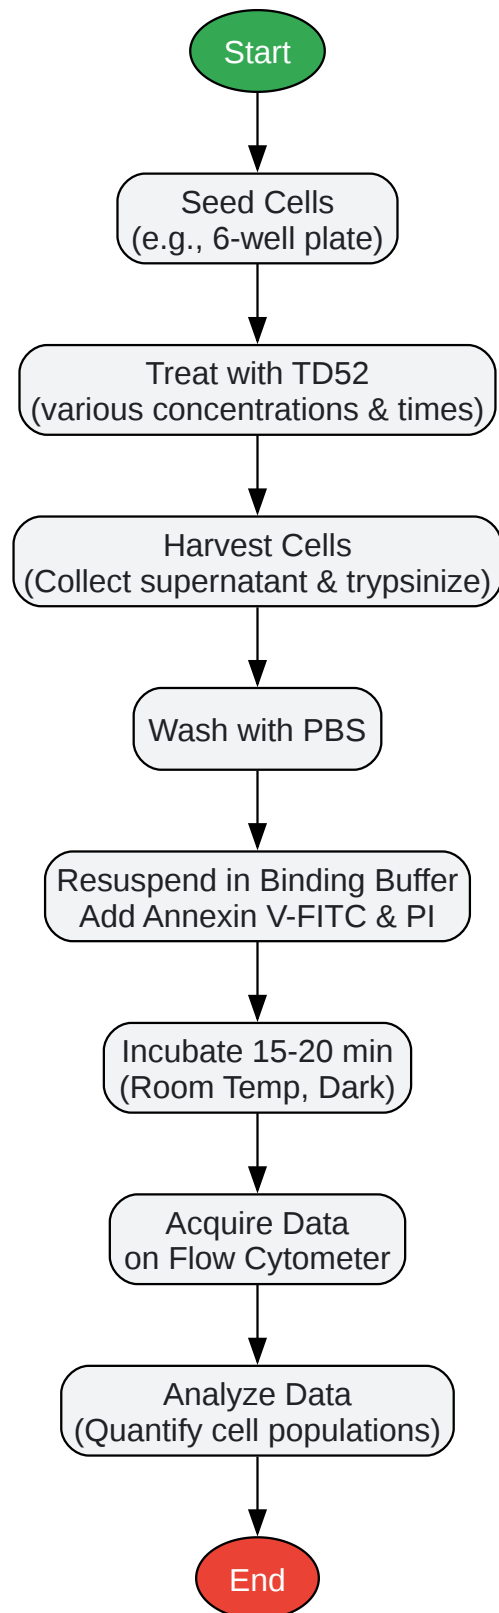 Start
Seed Cells
(e.g., 6-well plate)
Treat with TD52
(various concentrations & times)
Harvest Cells
(Collect supernatant & trypsinize)
Wash with PBS
Resuspend in Binding Buffer
Add Annexin V-FITC & PI
Incubate 15-20 min
(Room Temp, Dark)
Acquire Data
on Flow Cytometer
Analyze Data
(Quantify cell populations)
End